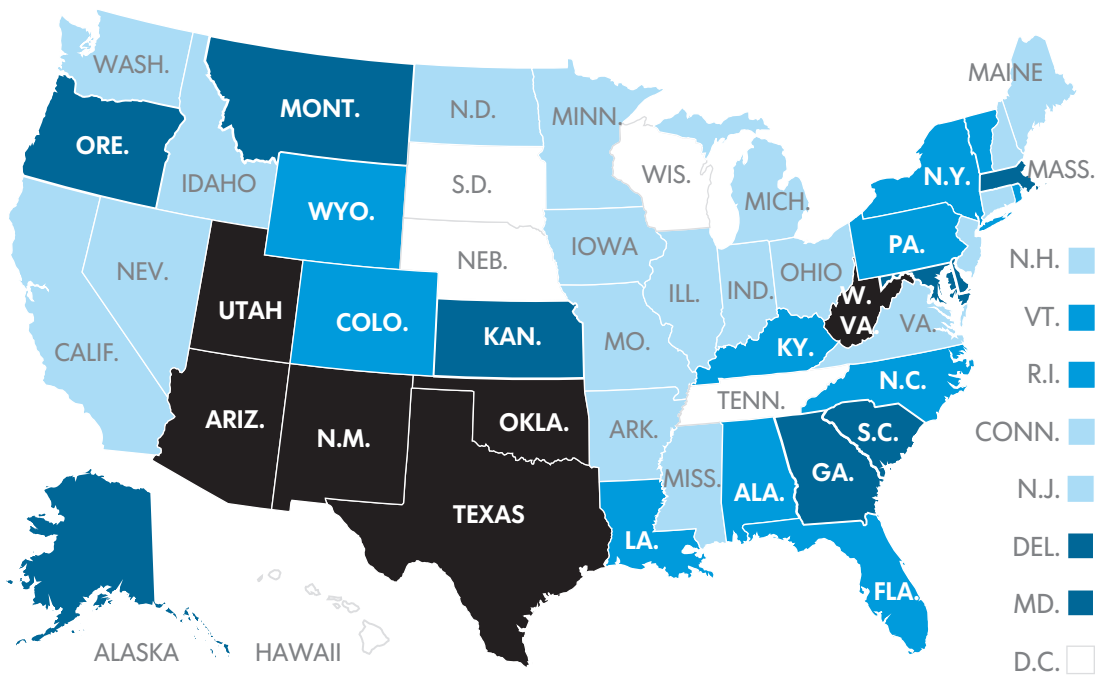 WASH.
MAINE
MONT.
N.D.
MINN.
ORE.
IDAHO
S.D.
WIS.
MASS.
N.Y.
WYO.
MICH.
PA.
NEV.
NEB.
IOWA
OHIO
N.H.
ILL.
IND.
W.
VA.
VA.
UTAH
COLO.
KAN.
MO.
KY.
VT.
CALIF.
N.C.
R.I.
ARIZ.
N.M.
OKLA.
ARK.
TENN.
S.C.
CONN.
TEXAS
MISS.
ALA.
GA.
N.J.
LA.
DEL.
FLA.
MD.
ALASKA
HAWAII
D.C.